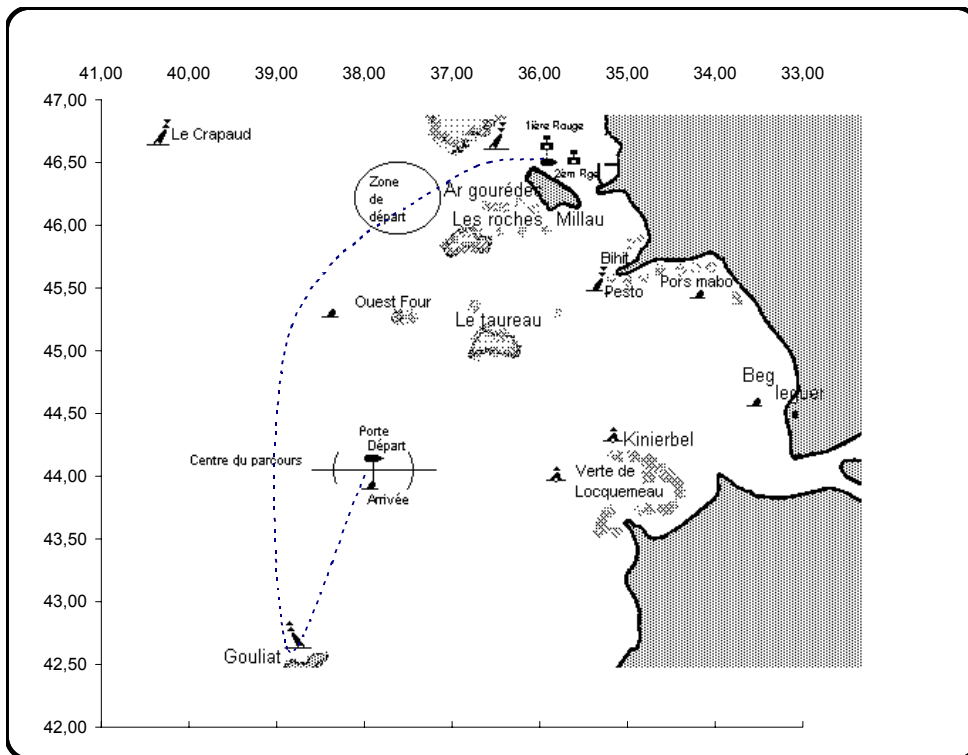 41,00 40,00 39,00 38,00 37,00 36,00 35,00 34,00 33,00
47,00
46,50
46,00
45,50
45,00
44,50
44,00
43,50
43,00
42,50
42,00
Le Crapaud
1ière Rouge
2èm Rge
Zone
de
départ
Ar gourédec
Les roches
Millau
Bihit
Pesto
Pors mabo
Ouest Four
Le taureau
Beg
leguer
Porte
Départ
Centre du parcours
Arrivée
Kinierbel
Verte de
Locquemeau
Gouliat